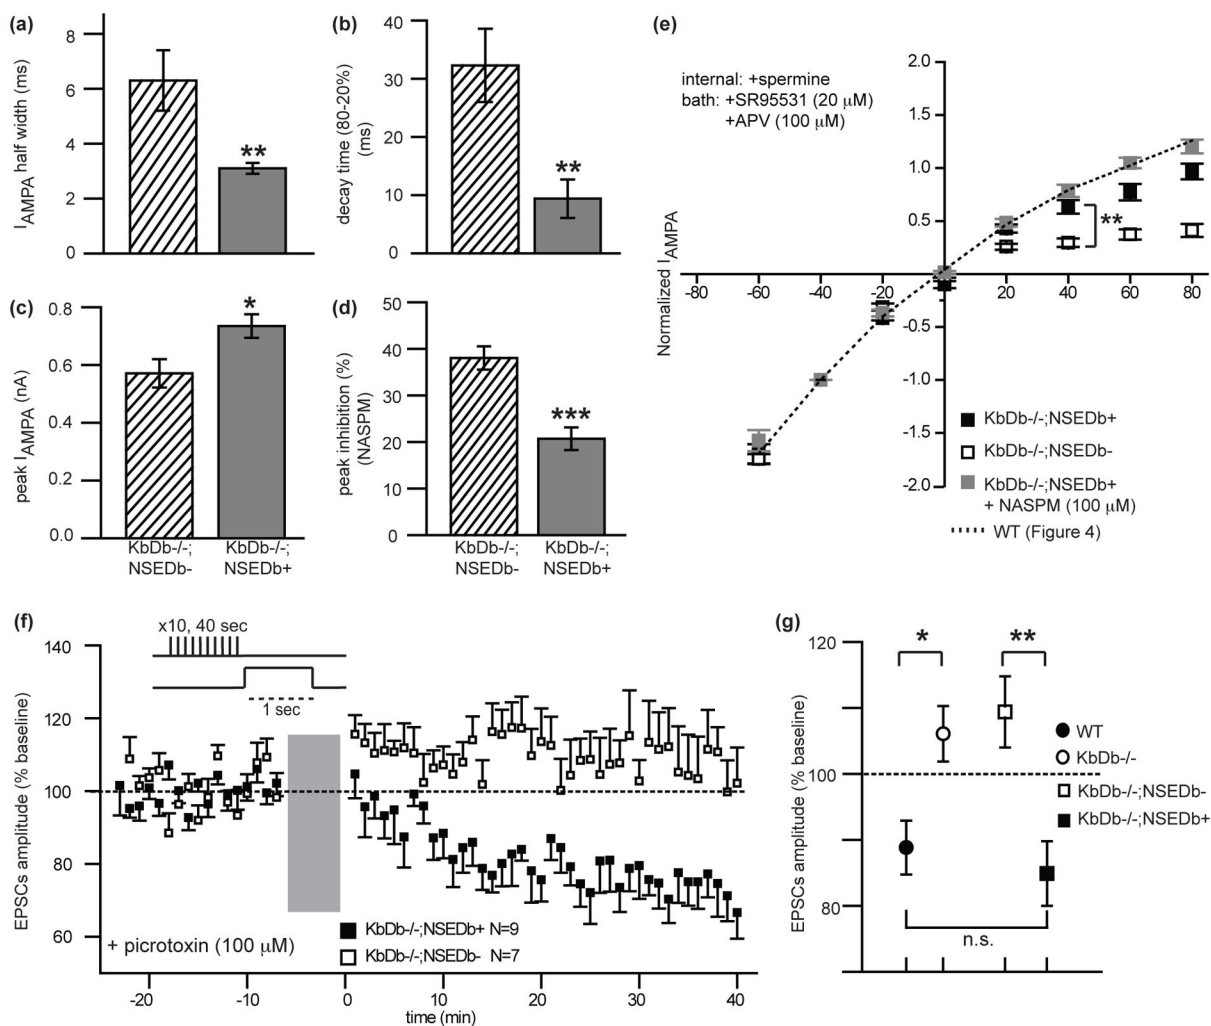 (a)
I AMPA half width (ms)
8
6
4
2
0
**
(b)
decay time (80-20%)
(ms)
40
30
20
10
0
**
(c)
peak I AMPA (nA)
0.8
0.6
0.4
0.2
0.0
*
KbDb-/-;
NSEDb-
KbDb-/-;
NSEDb+
(d)
peak inhibition (%)
(NASPM)
50
40
30
20
10
0
***
KbDb-/-;
NSEDb-
KbDb-/-;
NSEDb+
(e)
internal: +spermine
bath: +SR95531 (20 μM)
+APV (100 μM)
Normalized I AMPA
2.0
1.5
1.0
0.5
-0.5
-1.0
-1.5
-2.0
-80 -60 -40 -20 20 40 60 80
**
KbDb-/-;NSEDb+
KbDb-/-;NSEDb-
KbDb-/-;NSEDb+
+ NASPM (100 μM)
WT (Figure 4)
(f)
EPSCs amplitude (% baseline)
140
120
100
80
60
x10, 40 sec
1 sec
+ picrotoxin (100 μM)
KbDb-/-;NSEDb+ N=9
KbDb-/-;NSEDb- N=7
-20 -10 0 10 20 30 40
time (min)
(g)
EPSCs amplitude (% baseline)
120
100
80
* **
n.s.
WT
KbDb-/-
KbDb-/-;NSEDb-
KbDb-/-;NSEDb+